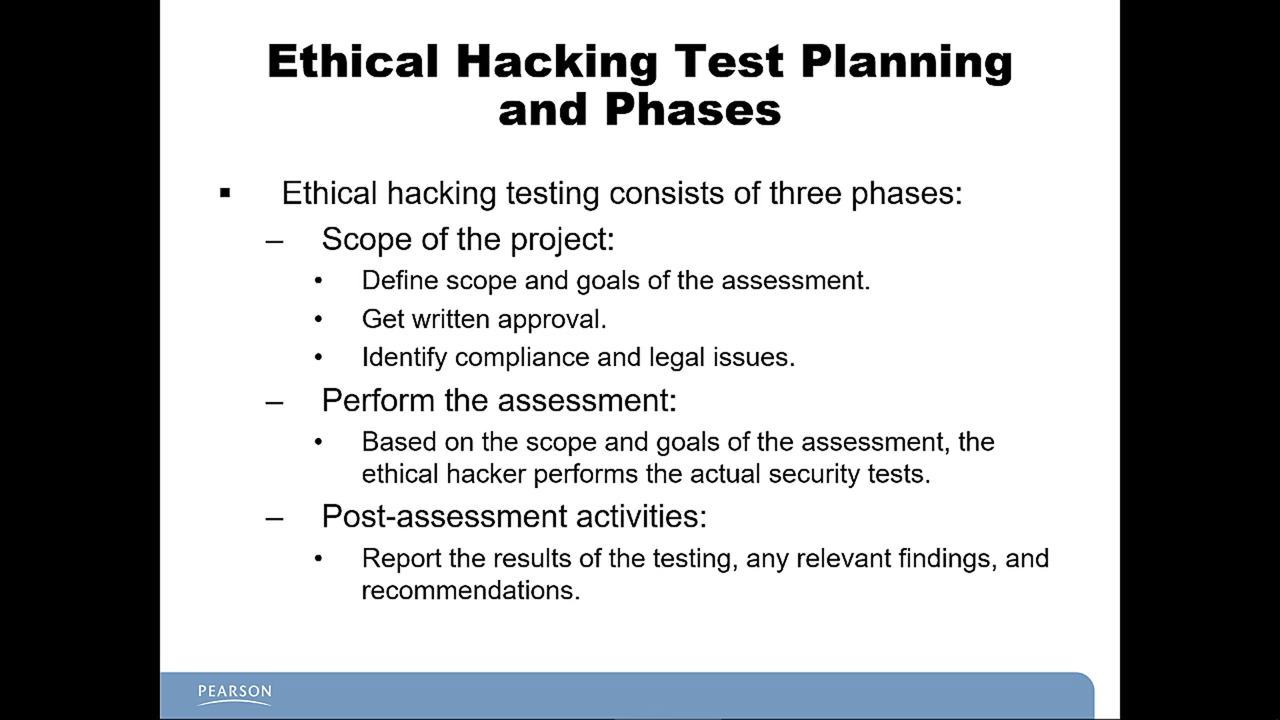 Ethical Hacking Test Planning
and Phases
▪ Ethical hacking testing consists of three phases:
– Scope of the project:
• Define scope and goals of the assessment.
• Get written approval.
• Identify compliance and legal issues.
– Perform the assessment:
• Based on the scope and goals of the assessment, the
ethical hacker performs the actual security tests.
– Post-assessment activities:
• Report the results of the testing, any relevant findings, and
recommendations.
PEARSON